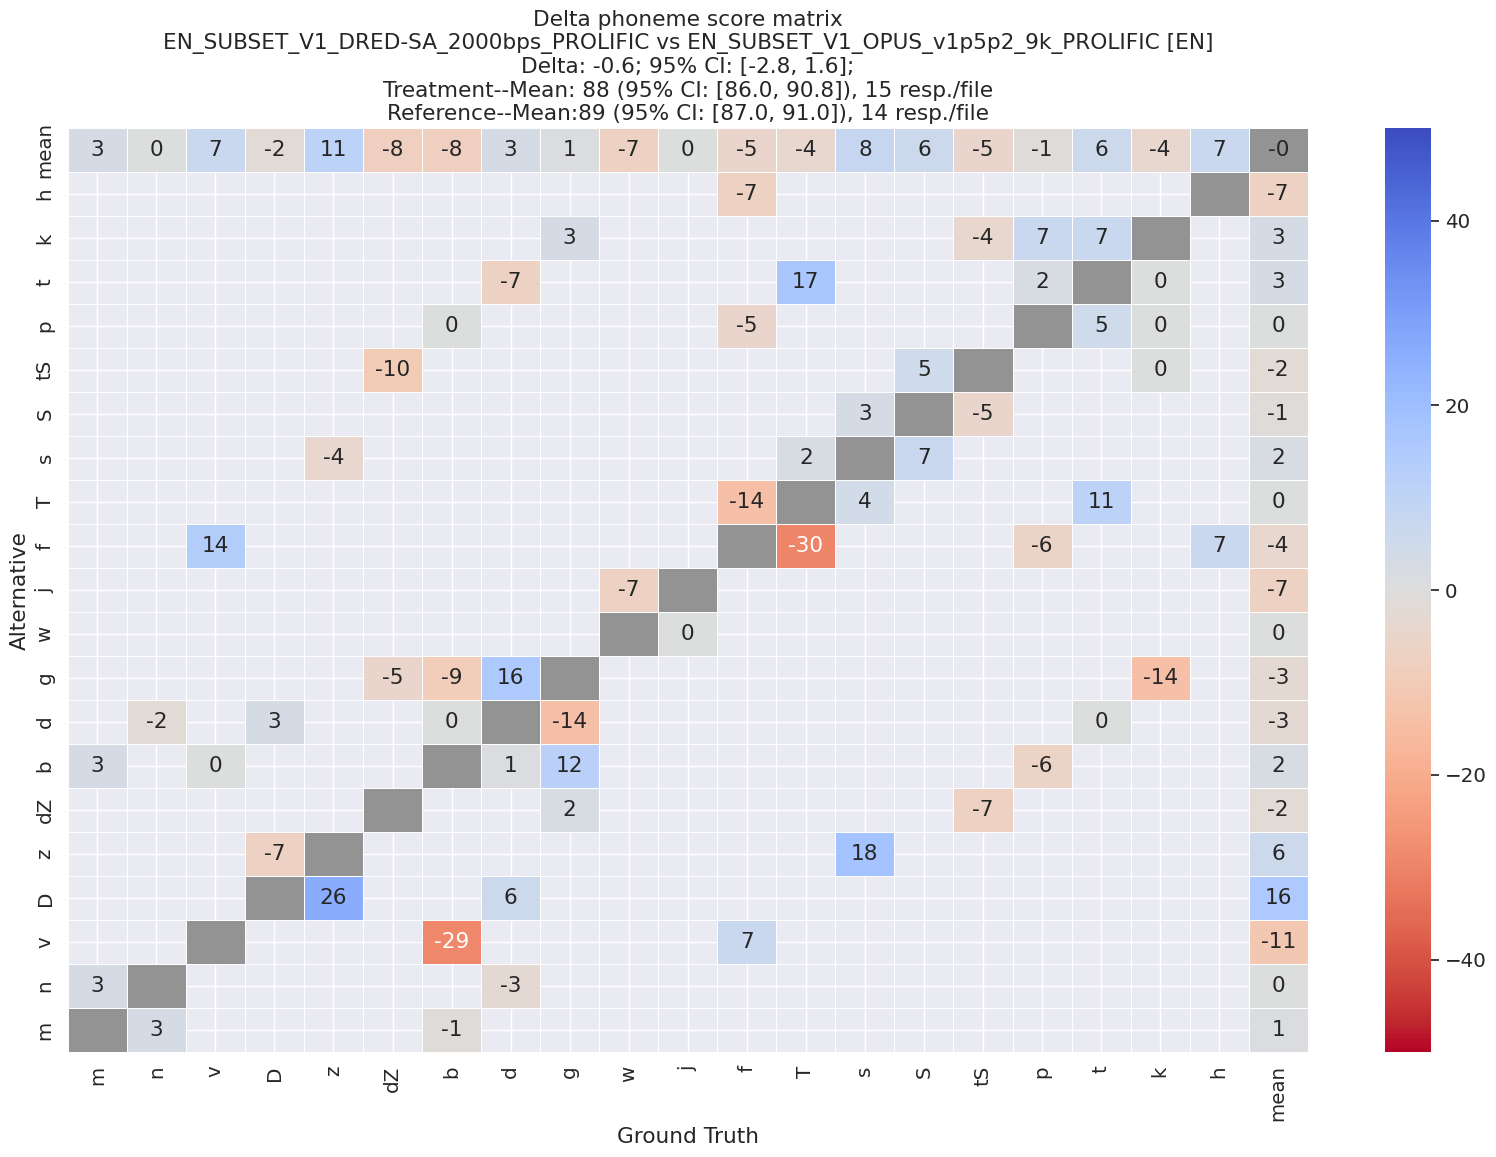 Delta phoneme score matrix
EN_SUBSET_V1_DRED-SA_2000bps_PROLIFIC vs EN_SUBSET_V1_OPUS_v1p5p2_9k_PROLIFIC [EN]
Delta: -0.6; 95% CI: [-2.8, 1.6];
Treatment--Mean: 88 (95% CI: [86.0, 90.8]), 15 resp./file
Reference--Mean:89 (95% CI: [87.0, 91.0]), 14 resp./file
mean 3 0 7 -2 11 -8 -8 3 1 -7 0 -5 -4 8 6 -5 -1 6 -4 7 -0
h -7 -7
k 3 -4 7 7 3
t -7 17 2 0 3
p 0 -5 5 0 0
tS -10 5 0 -2
S 3 -5 -1
s -4 2 7 2
T -14 4 11 0
f 14 -30 -6 7 -4
j -7 -7
w 0 0
g -5 -9 16 -14 -3
d -2 3 0 -14 0 -3
b 3 0 1 12 -6 2
dZ 2 -7 -2
z -7 18 6
D 26 6 16
v -29 7 -11
n 3 -3 0
m 3 -1 1
m n v D z dZ b d g w j f T s S tS p t k h mean
Ground Truth
Alternative
40
20
0
−20
−40